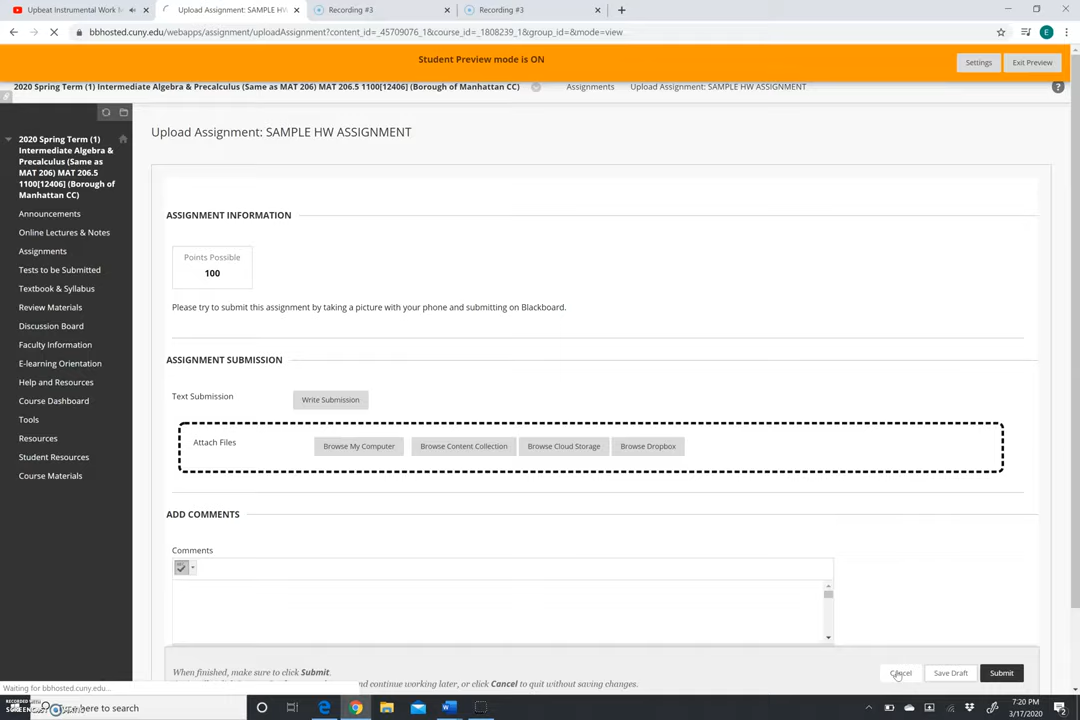 Upbeat Instrumental Work M
Upload Assignment: SAMPLE HW
Recording #3
Recording #3
bbhosted.cuny.edu/webapps/assignment/uploadAssignment?content_id=_45709076_1&course_id=_1808239_1&group_id=&mode=view
E
Student Preview mode is ON
Settings
Exit Preview
2020 Spring Term (1) Intermediate Algebra & Precalculus (Same as MAT 206) MAT 206.5 1100[12406] (Borough of Manhattan CC)
Assignments
Upload Assignment: SAMPLE HW ASSIGNMENT
?
2020 Spring Term (1)
Intermediate Algebra &
Precalculus (Same as
MAT 206) MAT 206.5
1100[12406] (Borough of
Manhattan CC)
Announcements
Online Lectures & Notes
Assignments
Tests to be Submitted
Textbook & Syllabus
Review Materials
Discussion Board
Faculty Information
E-learning Orientation
Help and Resources
Course Dashboard
Tools
Resources
Student Resources
Course Materials
Upload Assignment: SAMPLE HW ASSIGNMENT
ASSIGNMENT INFORMATION
Points Possible
100
Please try to submit this assignment by taking a picture with your phone and submitting on Blackboard.
ASSIGNMENT SUBMISSION
Text Submission
Write Submission
Attach Files
Browse My Computer
Browse Content Collection
Browse Cloud Storage
Browse Dropbox
ADD COMMENTS
Comments
When finished, make sure to click Submit.
and continue working later, or click Cancel to quit without saving changes.
Cancel
Save Draft
Submit
Waiting for bbhosted.cuny.edu...
RECORDED WITH
SCREENCAST
here to search
7:20 PM
3/17/2020